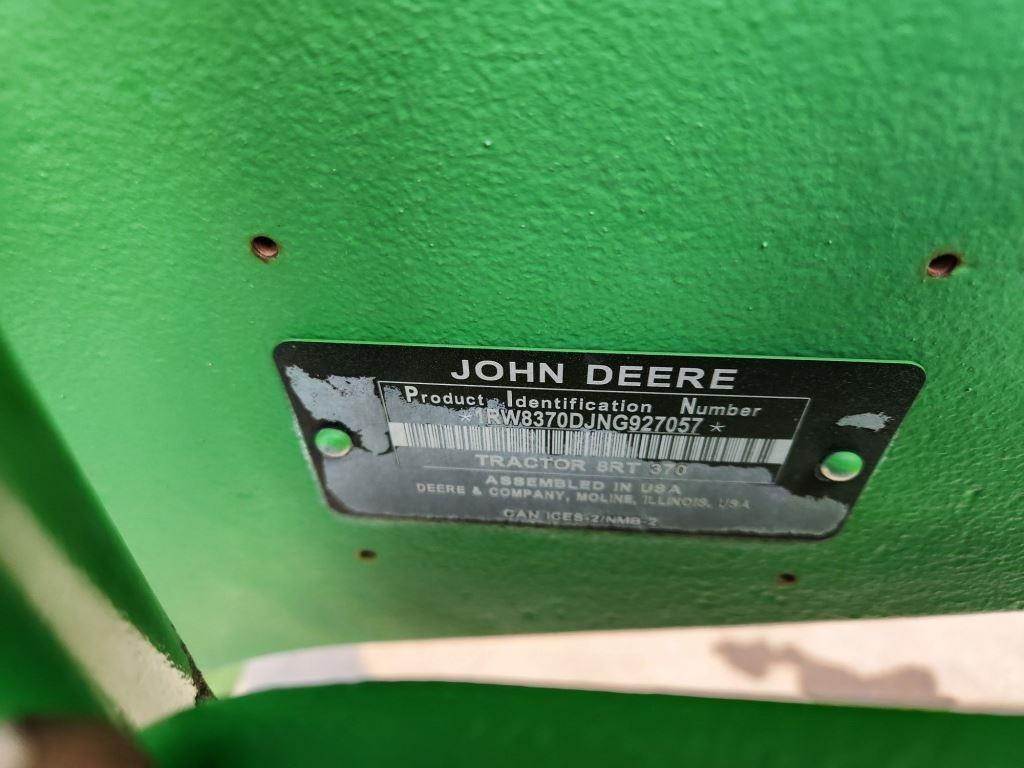 JOHN DEERE
Product Identification Number
*1RW8370DJNG927057*
TRACTOR 8RT 370
ASSEMBLED IN USA
DEERE & COMPANY, MOLINE, ILLINOIS, USA
CAN ICES-2/NMB-2